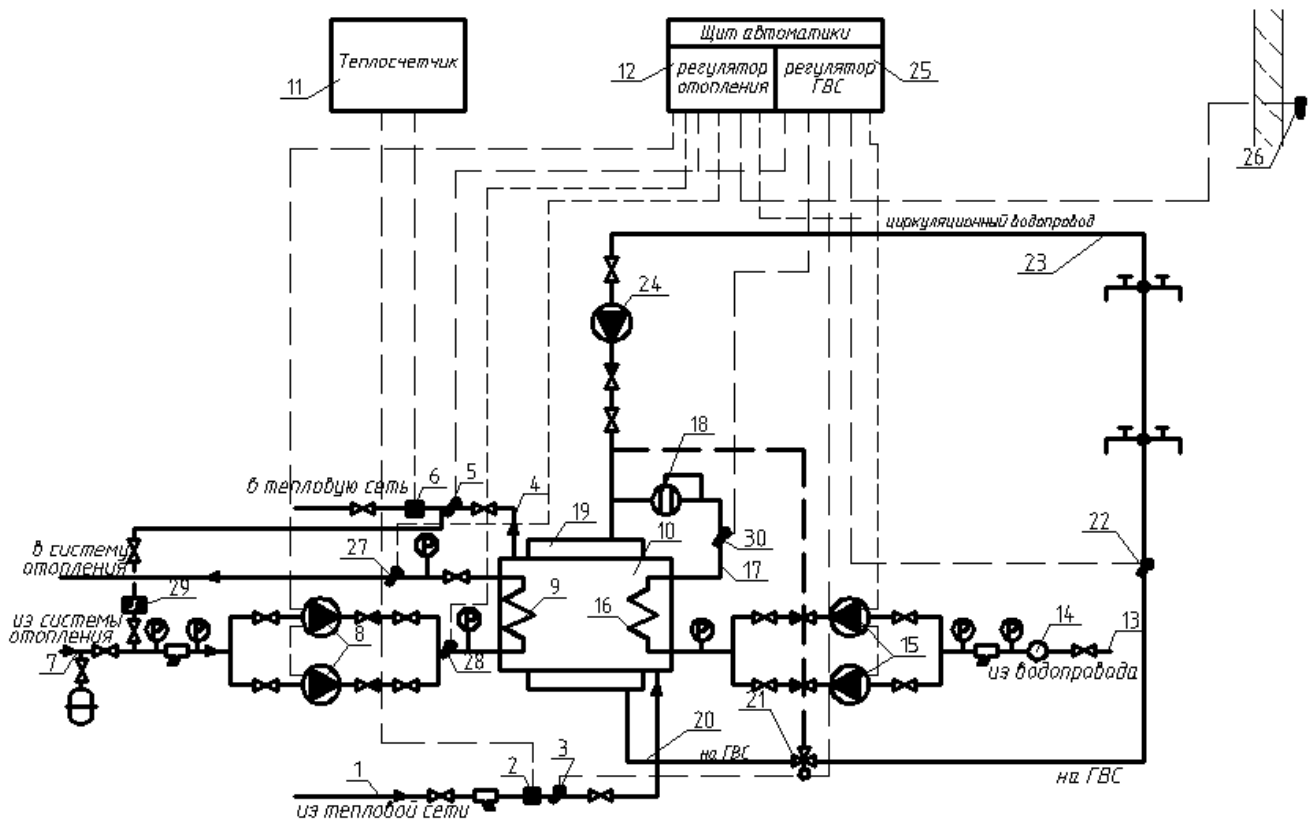 Щит автоматики
Теплосчетчик
11
12
регулятор
отопления
регулятор
ГВС
25
26
циркуляционный водопровод
23
24
18
в тепловую сеть
6
5
4
19
10
30
17
22
в систему
отопления
27
P
9
16
29
из системы
отопления
P
P
8
P
28
P
15
P
P
14
13
7
из водопровода
21
20
на ГВС
на ГВС
1
2
3
из тепловой сети